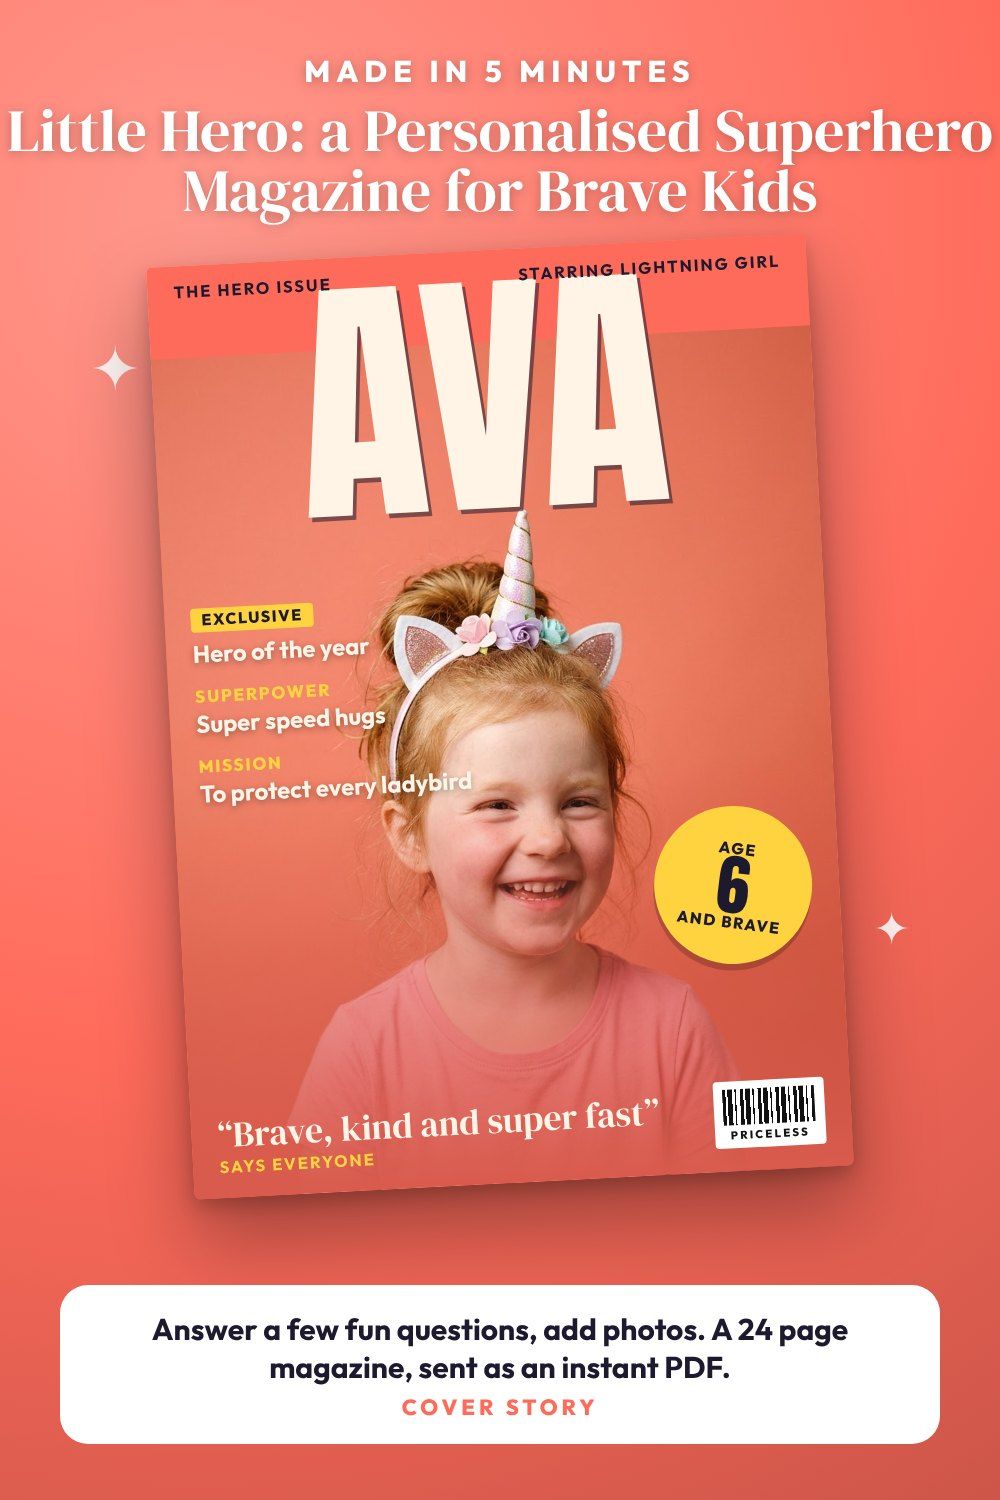 MADE IN 5 MINUTES
Little Hero: a Personalised Superhero
Magazine for Brave Kids
THE HERO ISSUE
STARRING LIGHTNING GIRL
AVA
EXCLUSIVE
Hero of the year
SUPERPOWER
Super speed hugs
MISSION
To protect every ladybird
AGE
6
AND BRAVE
“Brave, kind and super fast”
SAYS EVERYONE
PRICELESS
Answer a few fun questions, add photos. A 24 page
magazine, sent as an instant PDF.
COVER STORY